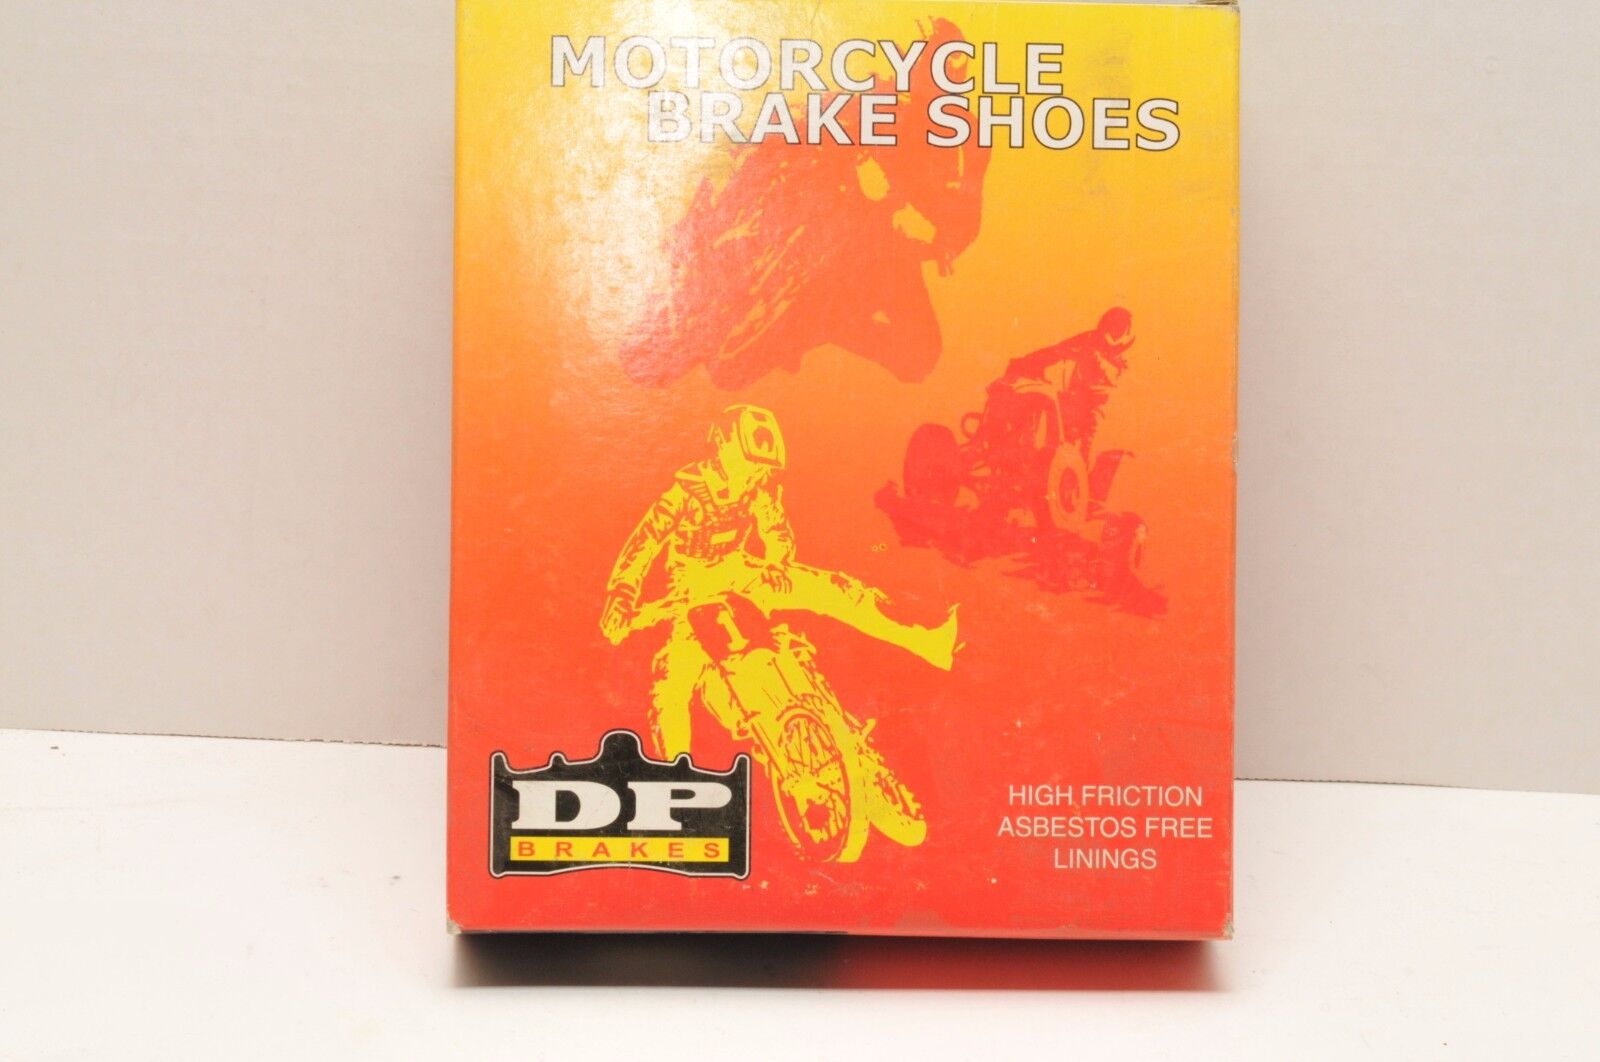 MOTORCYCLE
BRAKE SHOES
DP
BRAKES
HIGH FRICTION
ASBESTOS FREE
LININGS